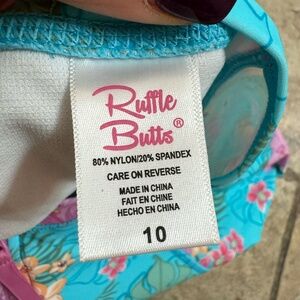 Ruffle
Butts®
80% NYLON/20% SPANDEX
CARE ON REVERSE
MADE IN CHINA
FAIT EN CHINE
HECHO EN CHINA
10